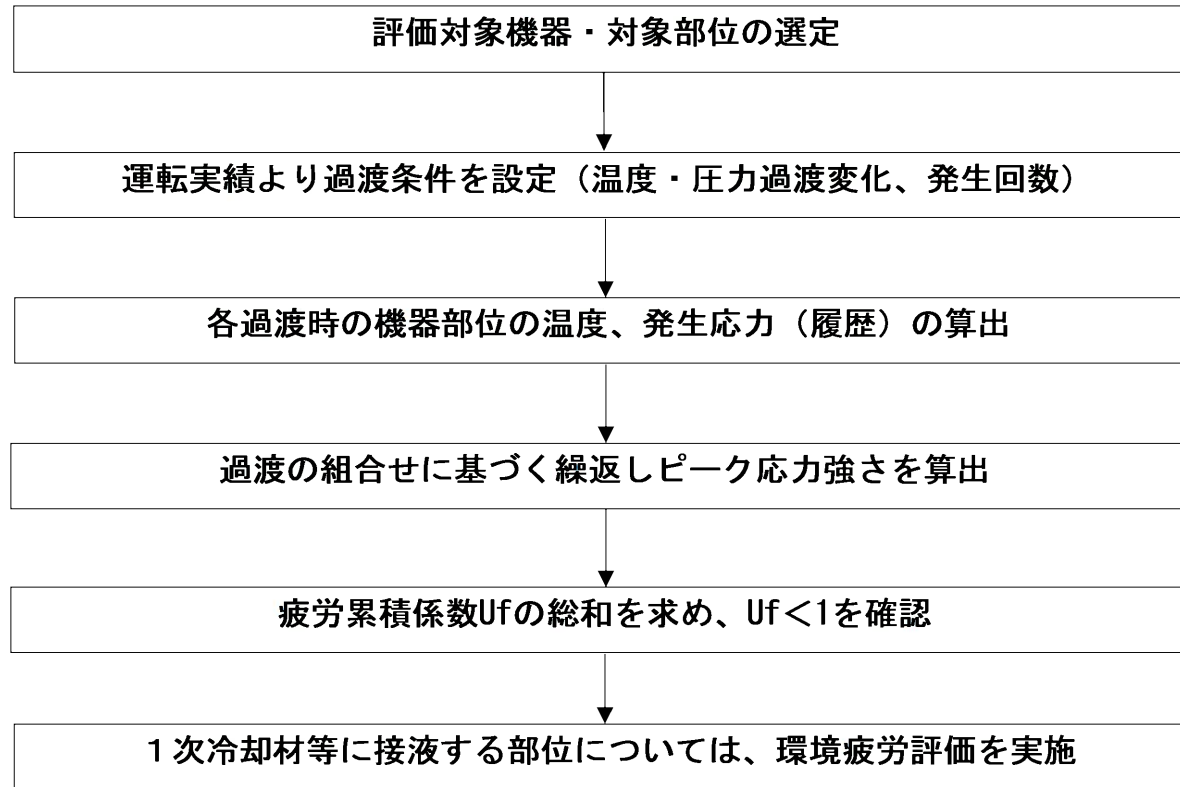 評価対象機器・対象部位の選定
運転実績より過渡条件を設定（温度・圧力過渡変化、発生回数）
各過渡時の機器部位の温度、発生応力（履歴）の算出
過渡の組合せに基づく繰返しピーク応力強さを算出
疲労累積係数Ufの総和を求め、Uf＜1を確認
１次冷却材等に接液する部位については、環境疲労評価を実施